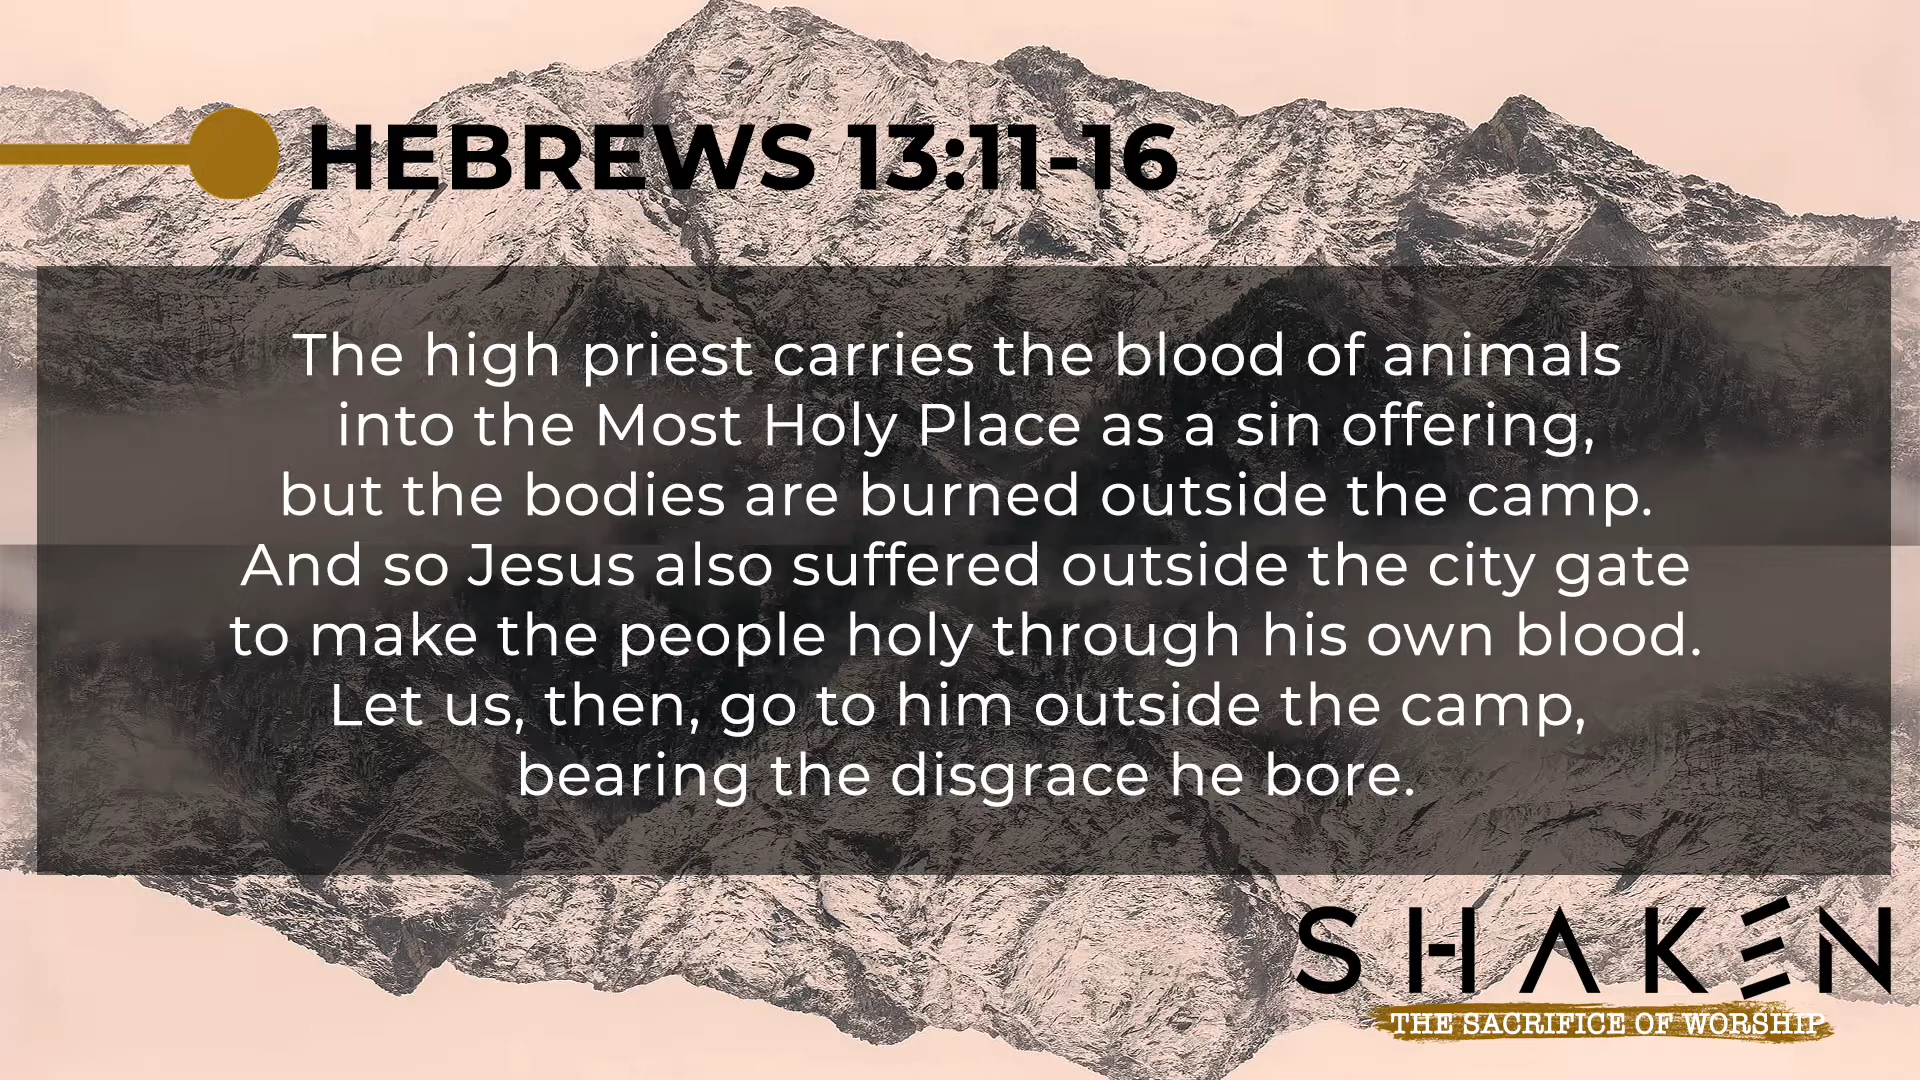 HEBREWS 13:11-16
The high priest carries the blood of animals
into the Most Holy Place as a sin offering,
but the bodies are burned outside the camp.
And so Jesus also suffered outside the city gate
to make the people holy through his own blood.
Let us, then, go to him outside the camp,
bearing the disgrace he bore.
SHAKEN
THE SACRIFICE OF WORSHIP